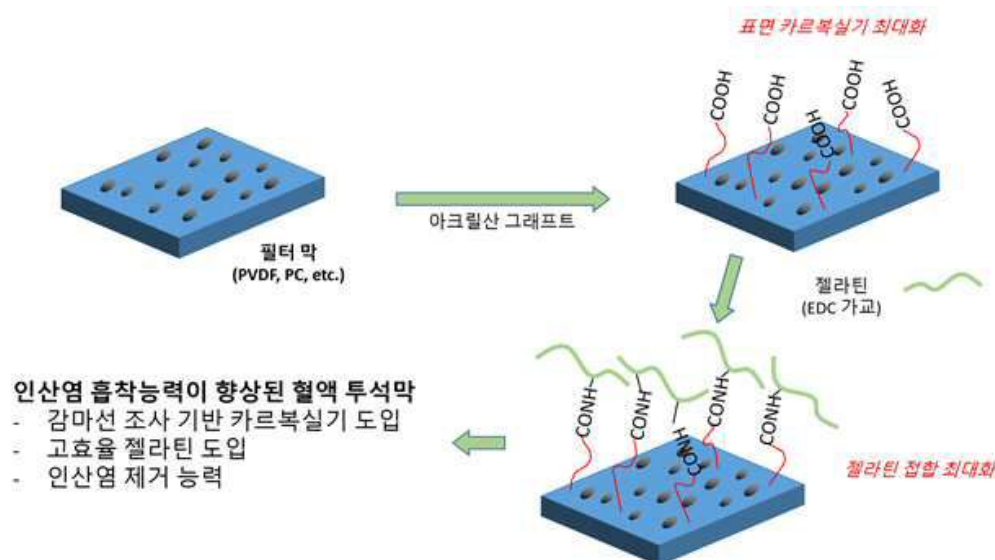 표면 카르복실기 최대화
COOH
COOH
COOH
COOH
COOH
아크릴산 그래프트
필터 막
(PVDF, PC, etc.)
젤라틴
(EDC 가교)
인산염 흡착능력이 향상된 혈액 투석막
- 감마선 조사 기반 카르복실기 도입
- 고효율 젤라틴 도입
- 인산염 제거 능력
CONH
CONH
CONH
CONH
CONH
젤라틴 접합 최대화